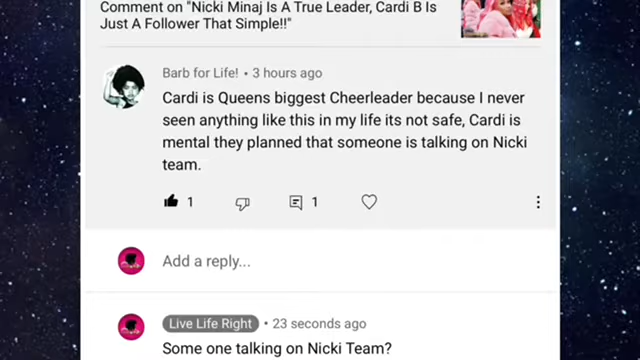 Comment on "Nicki Minaj Is A True Leader, Cardi B Is
Just A Follower That Simple!!"
Barb for Life! • 3 hours ago
Cardi is Queens biggest Cheerleader because I never
seen anything like this in my life its not safe, Cardi is
mental they planned that someone is talking on Nicki
team.
1
1
Add a reply...
Live Life Right • 23 seconds ago
Some one talking on Nicki Team?